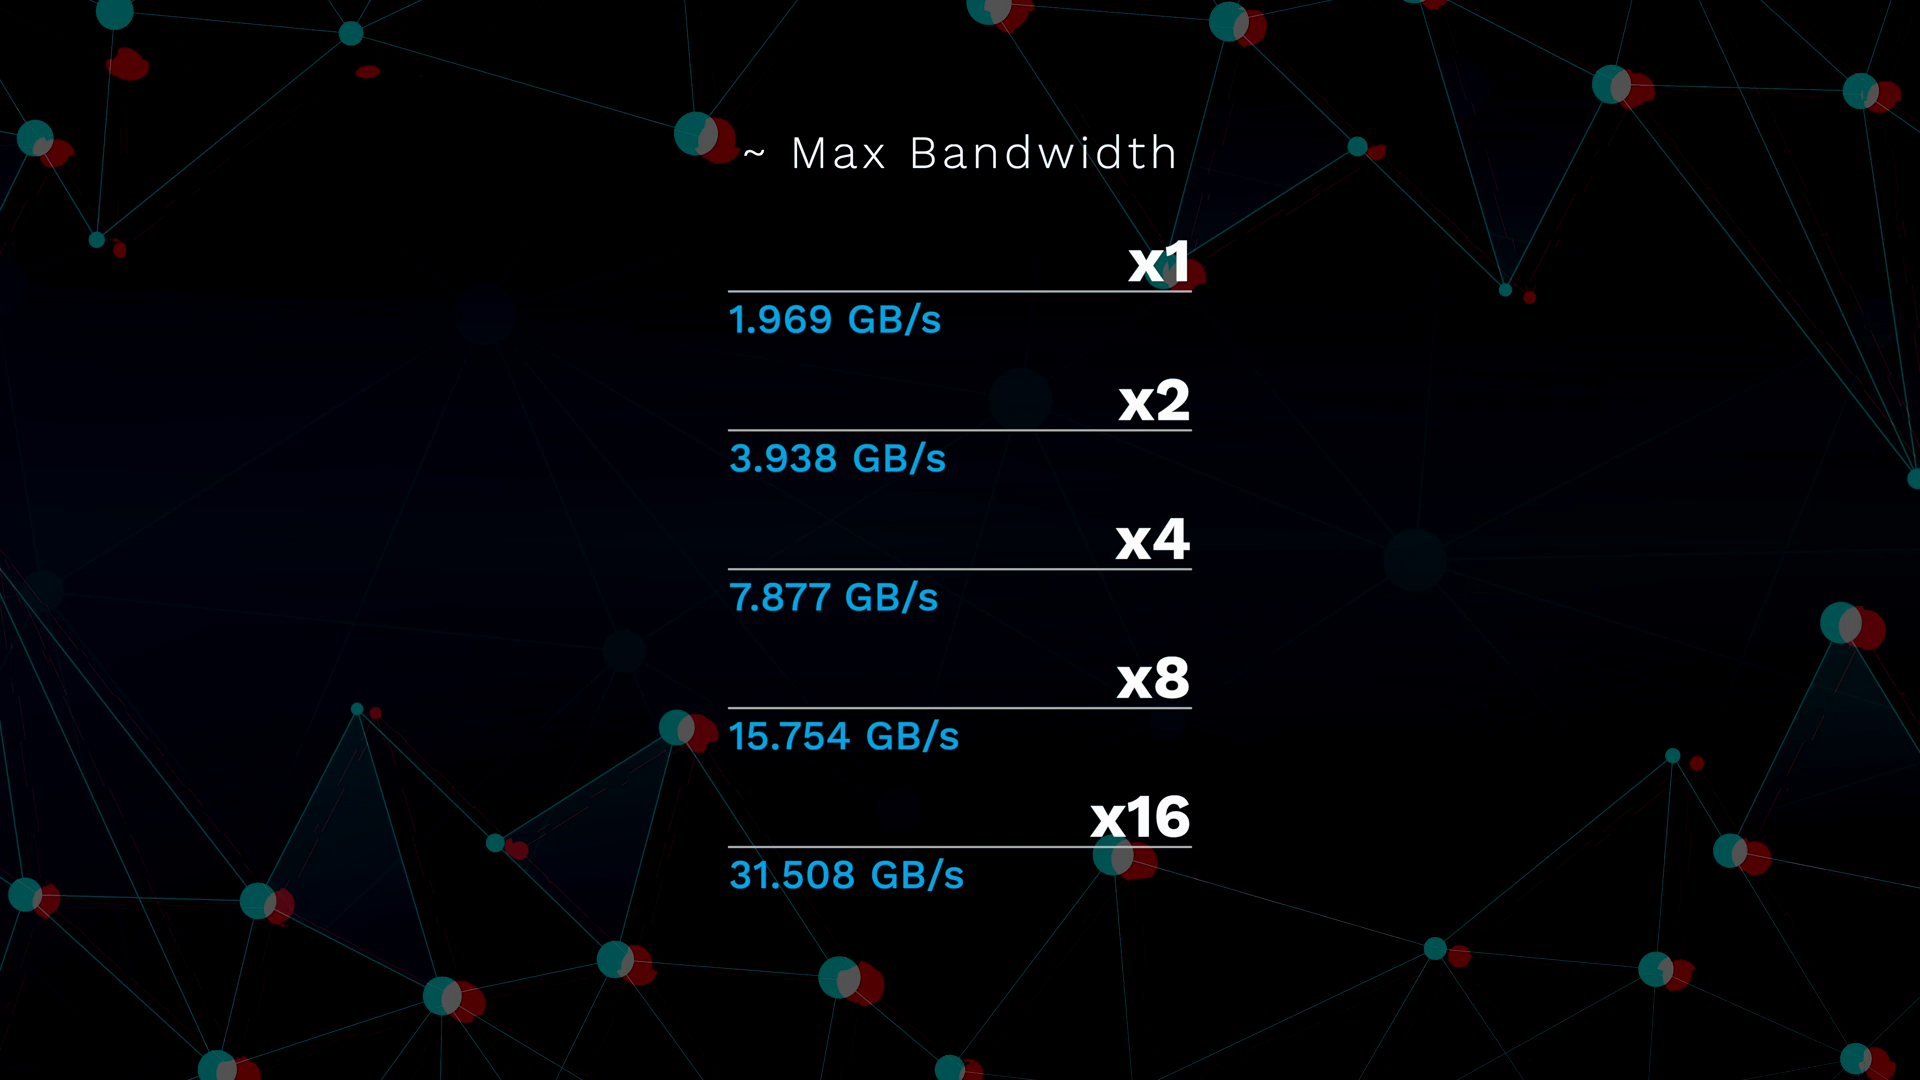 ~ Max Bandwidth
x1
1.969 GB/s
x2
3.938 GB/s
x4
7.877 GB/s
x8
15.754 GB/s
x16
31.508 GB/s